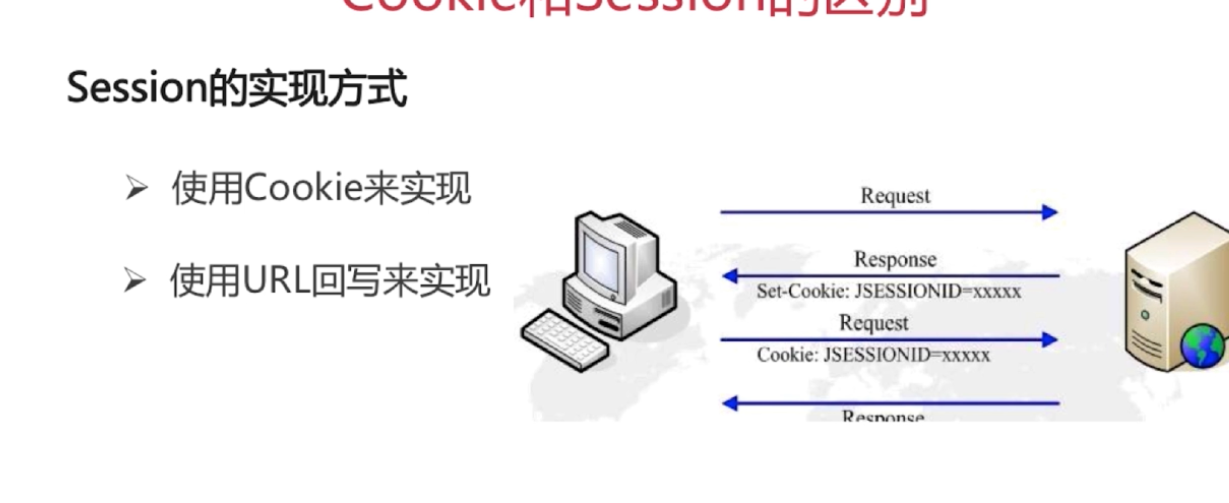 Cookie和Session的区别
Session的实现方式
➢ 使用Cookie来实现
➢ 使用URL回写来实现
Request
Response
Set-Cookie: JSESSIONID=xxxxx
Request
Cookie: JSESSIONID=xxxxx
Response